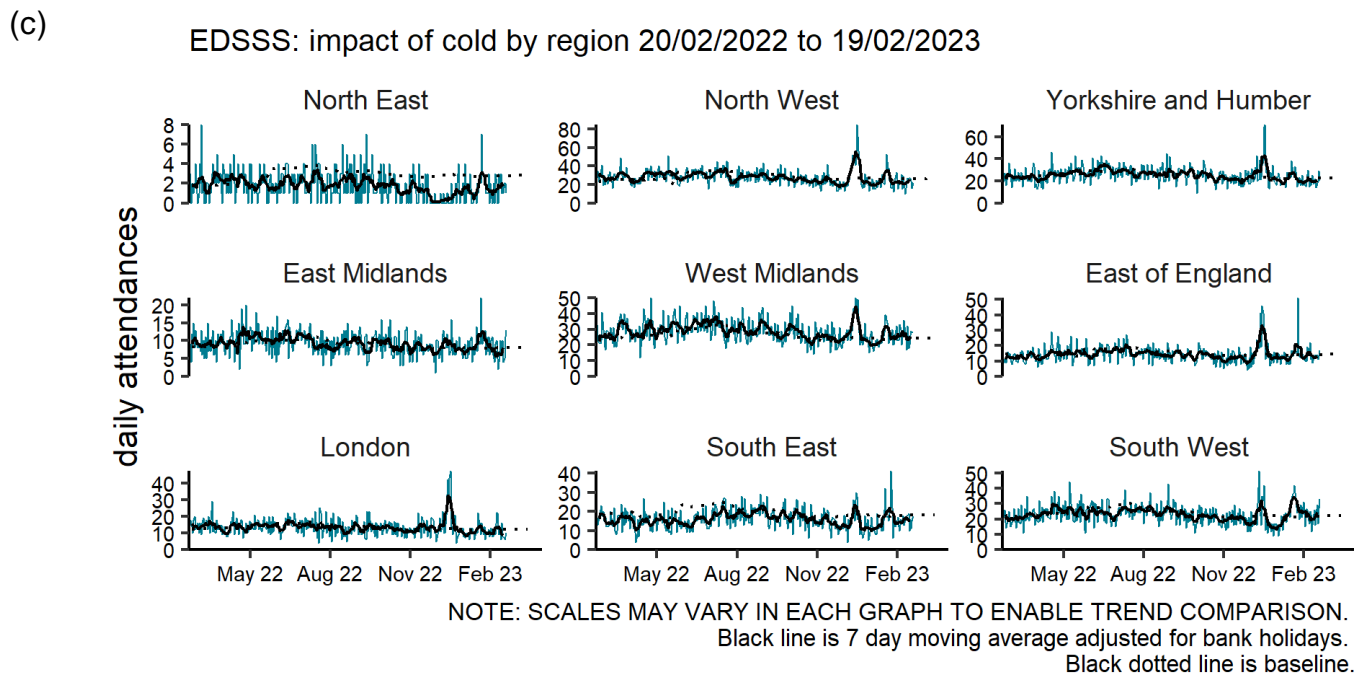 (c)
EDSSS: impact of cold by region 20/02/2022 to 19/02/2023
daily attendances
North East
8
6
4
2
0
North West
80
60
40
20
0
Yorkshire and Humber
60
40
20
0
East Midlands
20
15
10
5
0
West Midlands
50
40
30
20
10
0
East of England
50
40
30
20
10
0
London
40
30
20
10
0
South East
40
30
20
10
0
South West
50
40
30
20
10
0
May 22 Aug 22 Nov 22 Feb 23
May 22 Aug 22 Nov 22 Feb 23
May 22 Aug 22 Nov 22 Feb 23
NOTE: SCALES MAY VARY IN EACH GRAPH TO ENABLE TREND COMPARISON.
Black line is 7 day moving average adjusted for bank holidays.
Black dotted line is baseline.